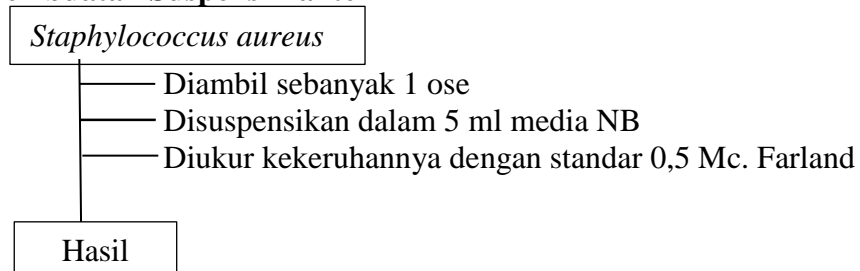 Staphylococcus aureus
Diambil sebanyak 1 ose
Disuspensikan dalam 5 ml media NB
Diukur kekeruhannya dengan standar 0,5 Mc. Farland
Hasil